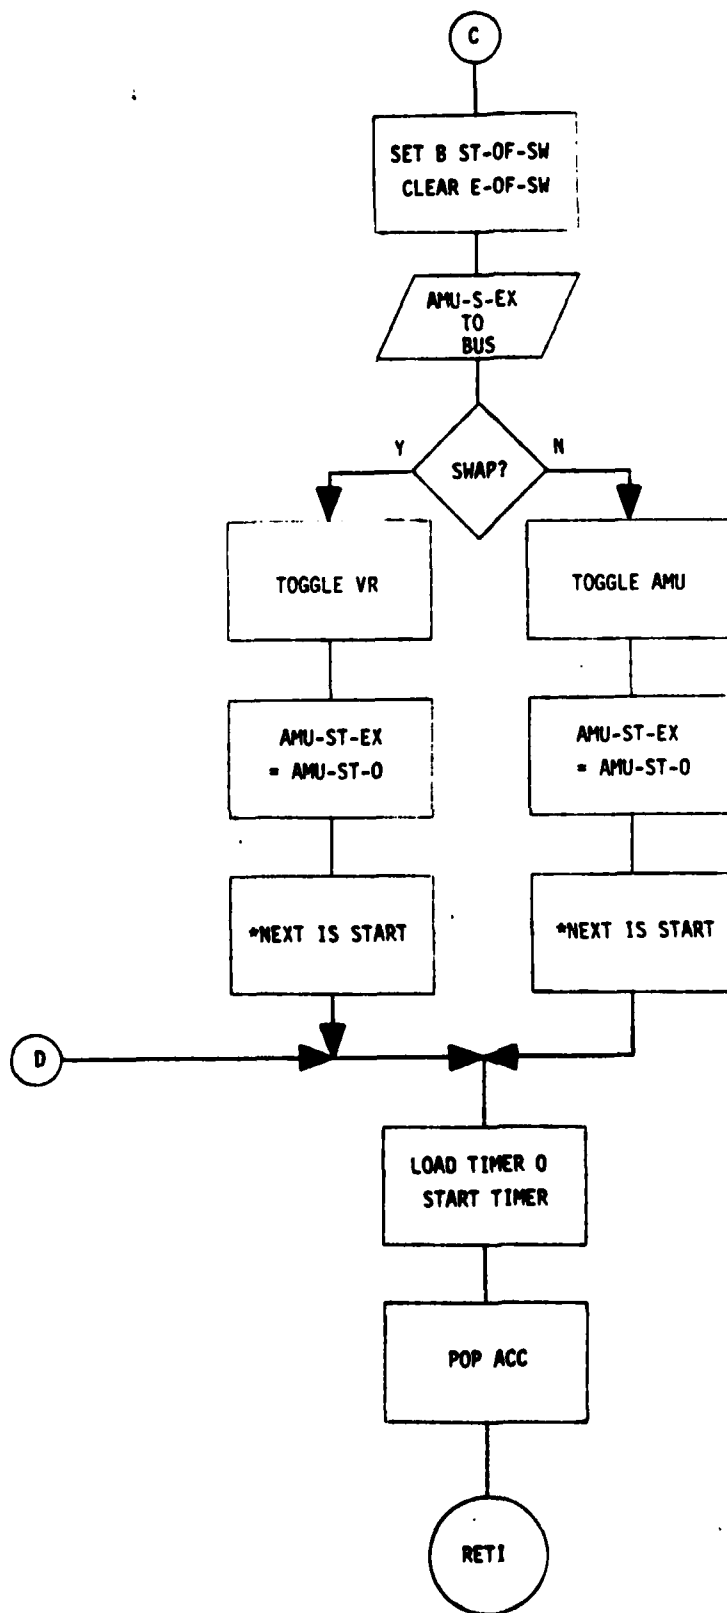 C
SET B ST-OF-SW
CLEAR E-OF-SW
AMU-S-EX
TO
BUS
Y
SWAP?
N
TOGGLE VR
TOGGLE AMU
AMU-ST-EX
= AMU-ST-O
AMU-ST-EX
= AMU-ST-O
*NEXT IS START
*NEXT IS START
D
LOAD TIMER 0
START TIMER
POP ACC
RETI